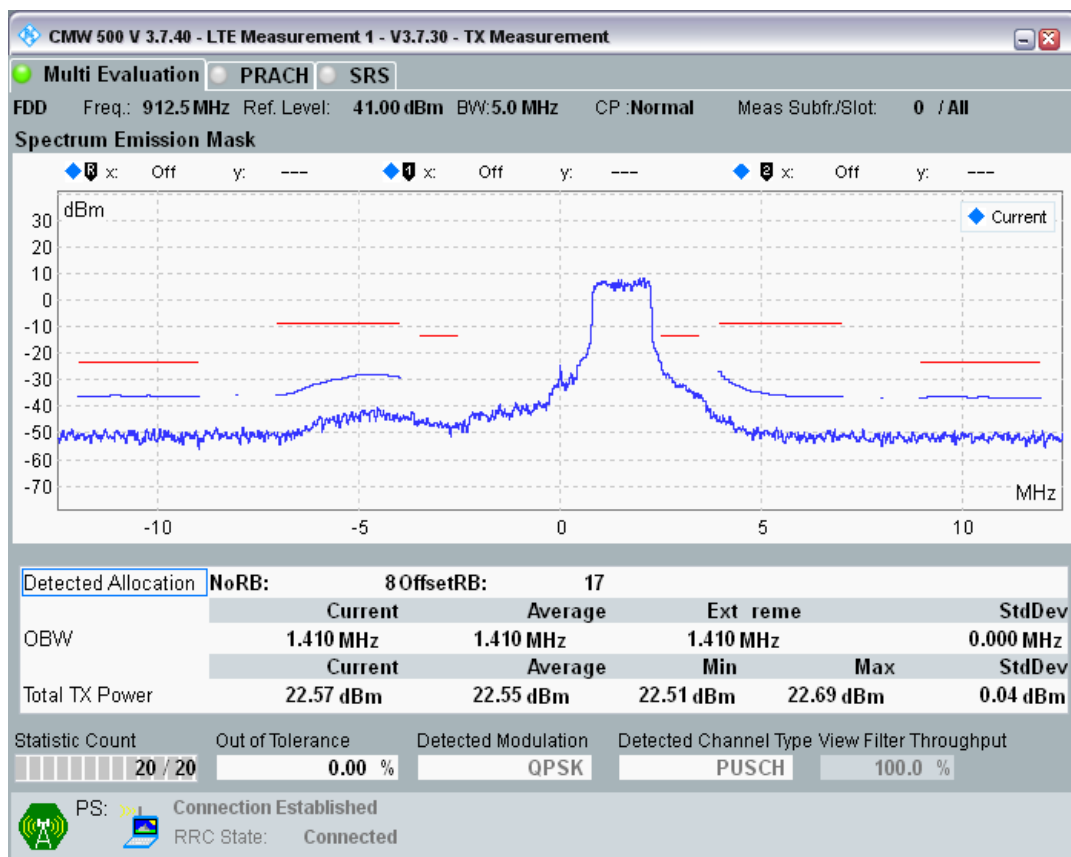 CMW 500 V 3.7.40 - LTE Measurement 1 - V3.7.30 - TX Measurement
Multi Evaluation PRACH SRS
FDD Freq.: 912.5 MHz Ref. Level: 41.00 dBm BW:5.0 MHz CP :Normal Meas Subfr./Slot: 0 / All
Spectrum Emission Mask
R x: Off y: --- 1 x: Off y: --- 2 x: Off y: ---
dBm
Current
30
20
10
0
-10
-20
-30
-40
-50
-60
-70
MHz
-10 -5 0 5 10
Detected Allocation NoRB: 8 OffsetRB: 17
Current Average Ext reme StdDev
OBW 1.410 MHz 1.410 MHz 1.410 MHz 0.000 MHz
Current Average Min Max StdDev
Total TX Power 22.57 dBm 22.55 dBm 22.51 dBm 22.69 dBm 0.04 dBm
Statistic Count Out of Tolerance Detected Modulation Detected Channel Type View Filter Throughput
20 / 20 0.00 % QPSK PUSCH 100.0 %
PS: Connection Established
RRC State: Connected